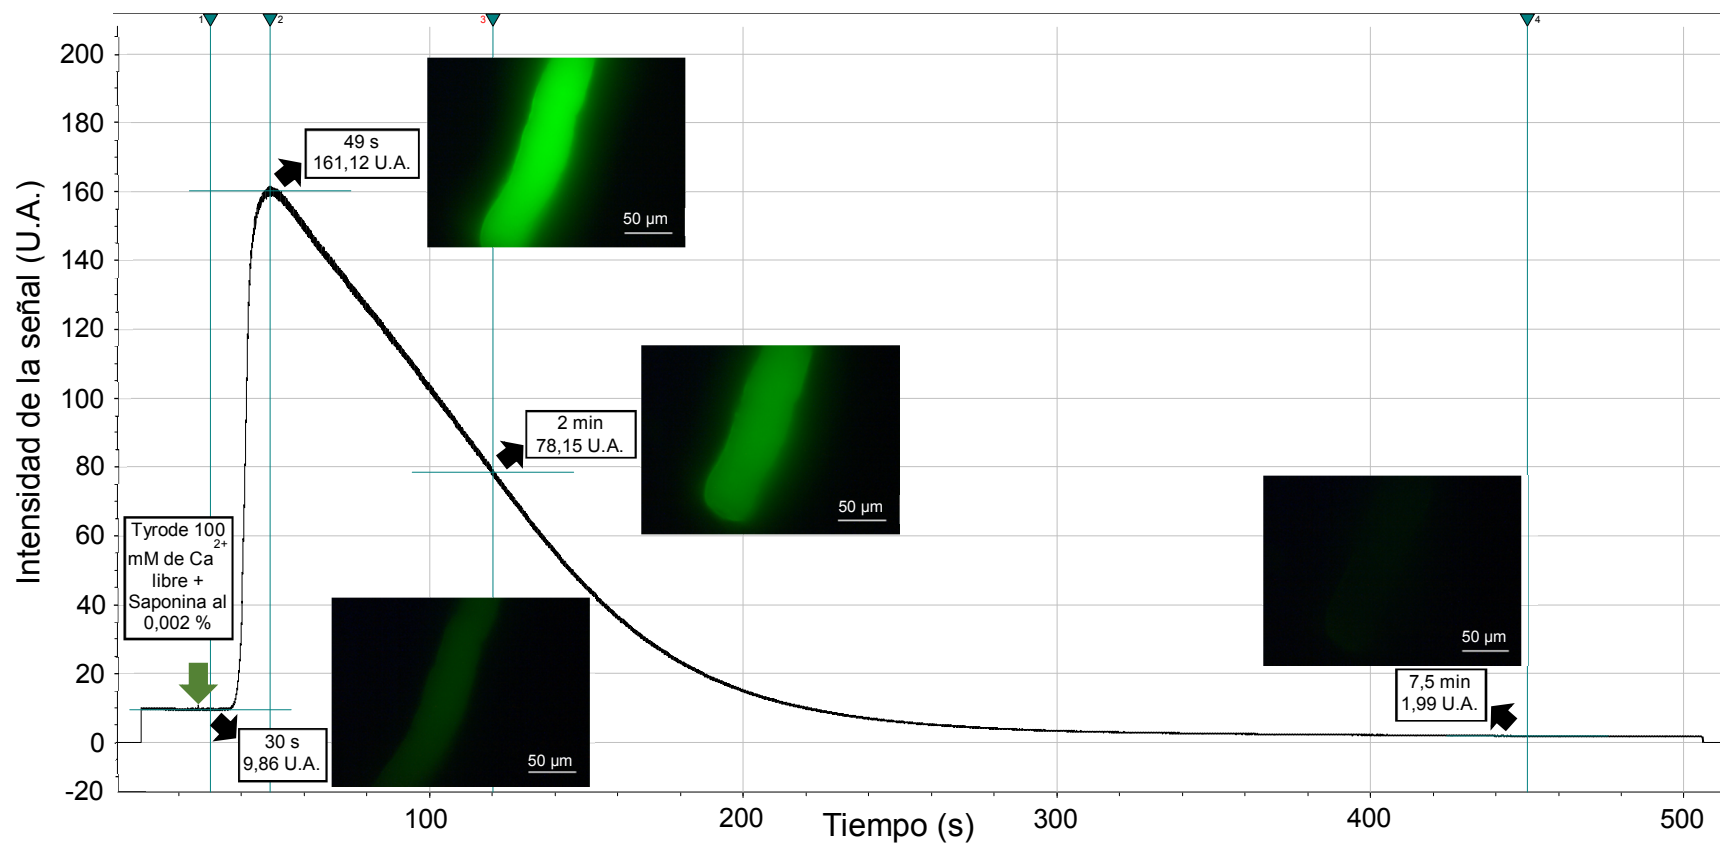 1
2
3
4
200
180
160
140
120
100
80
60
40
20
0
-20
Intensidad de la señal (U.A.)
49 s
161,12 U.A.
50 µm
2 min
78,15 U.A.
50 µm
Tyrode 100
mM de Ca2+
libre +
Saponina al
0,002 %
30 s
9,86 U.A.
50 µm
50 µm
7,5 min
1,99 U.A.
100
200
300
400
500
Tiempo (s)